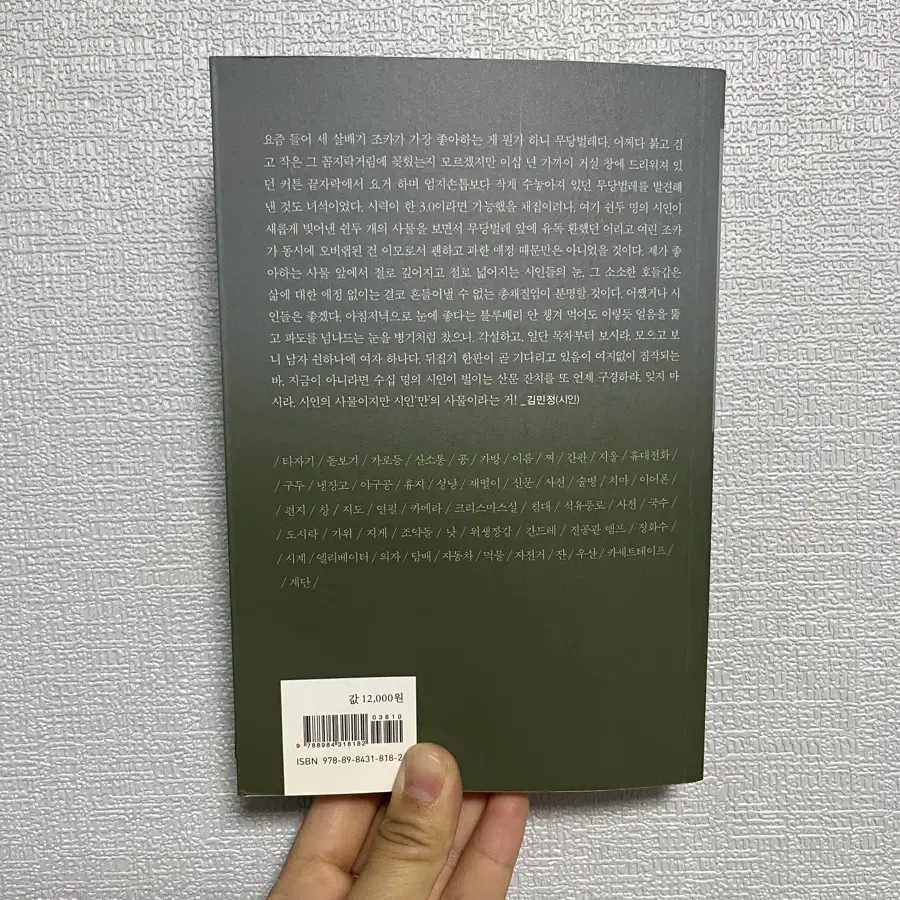 요즘 들어 세 살배기 조카가 가장 좋아하는 게 뭔가 하니 무당벌레다. 어찌다 붉고 검
고 작은 그 꼼지락거림에 꽂혔는지 모르겠지만 이십 년 가까이 거실 창에 드리워져 있
던 커튼 끝자락에서 요거 하며 엄지손톱보다 작게 수놓아져 있던 무당벌레를 발견해
낸 것도 녀석이었다. 시력이 한 3.0이라면 가능했을 채집이려나. 여기 쉰두 명의 시인이
새롭게 빚어낸 쉰두 개의 사물을 보면서 무당벌레 앞에 유독 환했던 어리고 여린 조카
가 동시에 오버랩된 건 이모로서 괜하고 과한 애정 때문만은 아니었을 것이다. 제가 좋
아하는 사물 앞에서 절로 깊어지고 절로 넓어지는 시인들의 눈, 그 소소한 호들갑은
삶에 대한 애정 없이는 결코 흔들어낼 수 없는 총채질임이 분명할 것이다. 어쨌거나 시
인들은 좋겠다. 아침저녁으로 눈에 좋다는 블루베리 안 챙겨 먹어도 이렇듯 얼음을 뚫
고 파도를 넘나드는 눈을 병기처럼 찼으니. 각설하고, 일단 목차부터 보시라. 모으고 보
니 남자 쉰하나에 여자 하나다. 뒤집기 한판이 곧 기다리고 있음이 여지없이 짐작되는
바, 지금이 아니라면 수십 명의 시인이 벌이는 산문 잔치를 또 언제 구경하랴. 잊지 마
시라. 시인의 사물이지만 시인'만'의 사물이라는 거! _김민정(시인)
/ 타자기 / 돋보기 / 가로등 / 산소통 / 공 / 가방 / 이름 / 껴 / 간판 / 저울 / 휴대전화
/ 구두 / 냉장고 / 야구공 / 휴지 / 성냥 / 재떨이 / 신문 / 사진 / 술병 / 치마 / 이어폰
/ 편지 / 창 / 지도 / 연필 / 카메라 / 크리스마스실 / 침대 / 석유풍로 / 사전 / 국수
/ 도시락 / 가위 / 지게 / 조약돌 / 낫 / 위생장갑 / 간드레 / 진공관 앰프 / 정화수
/ 시계 / 엘리베이터 / 의자 / 담배 / 자동차 / 먹물 / 자전거 / 잔 / 우산 / 카세트테이프 /
/ 계단 /
값 12,000원
03810
9 788984 318182
ISBN 978-89-8431-818-2